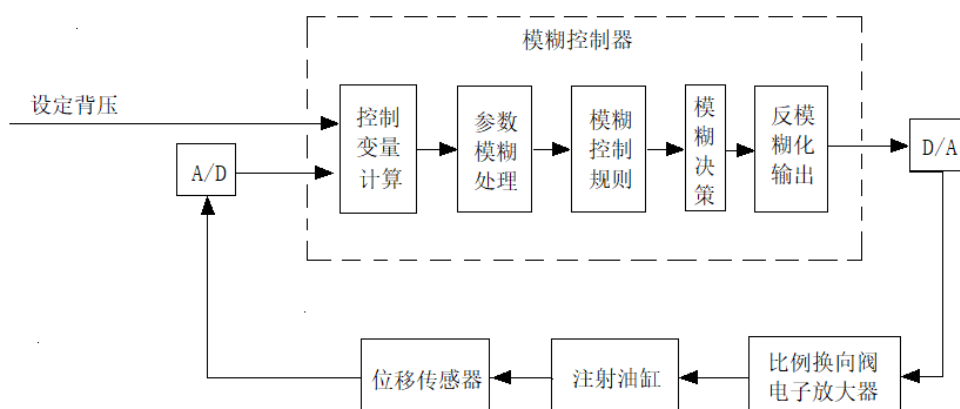 模糊控制器
设定背压
控制
变量
计算
参数
模糊
处理
模糊
控制
规则
模
糊
决
策
反模
糊化
输出
D/A
A/D
位移传感器
注射油缸
比例换向阀
电子放大器